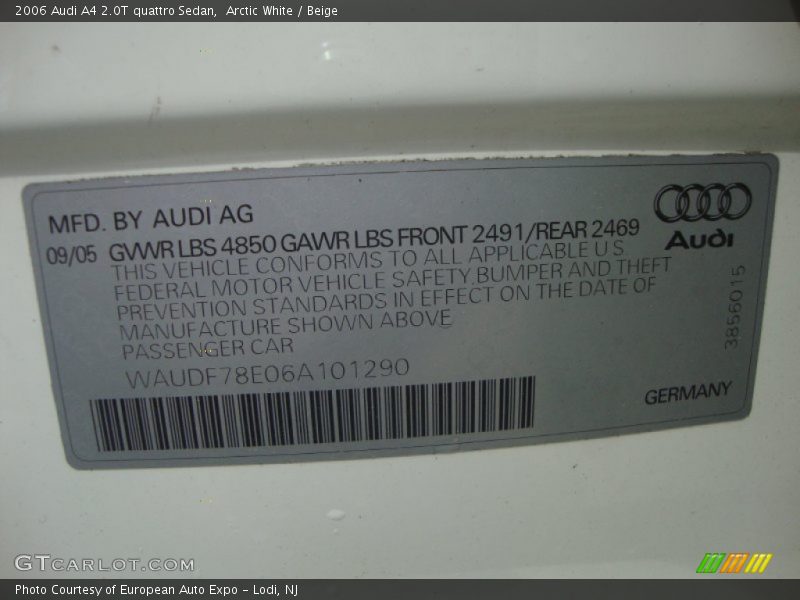 2006 Audi A4 2.0T quattro Sedan,  Arctic White / Beige
MFD. BY AUDI AG
09/05 GVWR LBS 4850 GAWR LBS FRONT 2491/REAR 2469
THIS VEHICLE CONFORMS TO ALL APPLICABLE U S
FEDERAL MOTOR VEHICLE SAFETY,BUMPER AND THEFT
PREVENTION STANDARDS IN EFFECT ON THE DATE OF
MANUFACTURE SHOWN ABOVE
PASSENGER CAR
WAUDF78E06A101290
Audi
3856015
GERMANY
GTCARLOT.COM
Photo Courtesy of European Auto Expo - Lodi, NJ